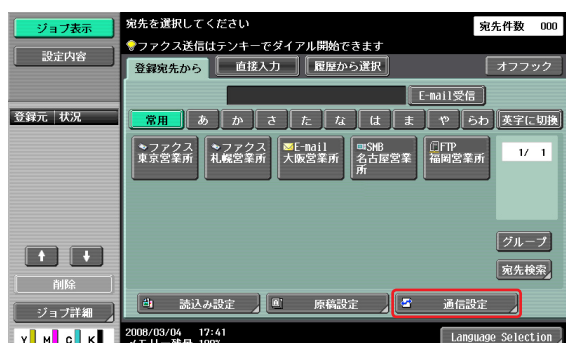 ジョブ表示
設定内容
登録元 状況
削除
ジョブ詳細
Y M C K
宛先を選択してください
宛先件数 000
ファクス送信はテンキーでダイアル開始できます
登録宛先から 直接入力 履歴から選択 オフフック
E-mail受信
常用 あ か さ た な は ま や らわ 英字に切換
ファクス
東京営業所
ファクス
札幌営業所
E-mail
大阪営業所
SMB
名古屋営業
所
FTP
福岡営業所
1/ 1
グループ
宛先検索
読込み設定 原稿設定 通信設定
2008/03/04 17:41
メモリー残量 100%
Language Selection